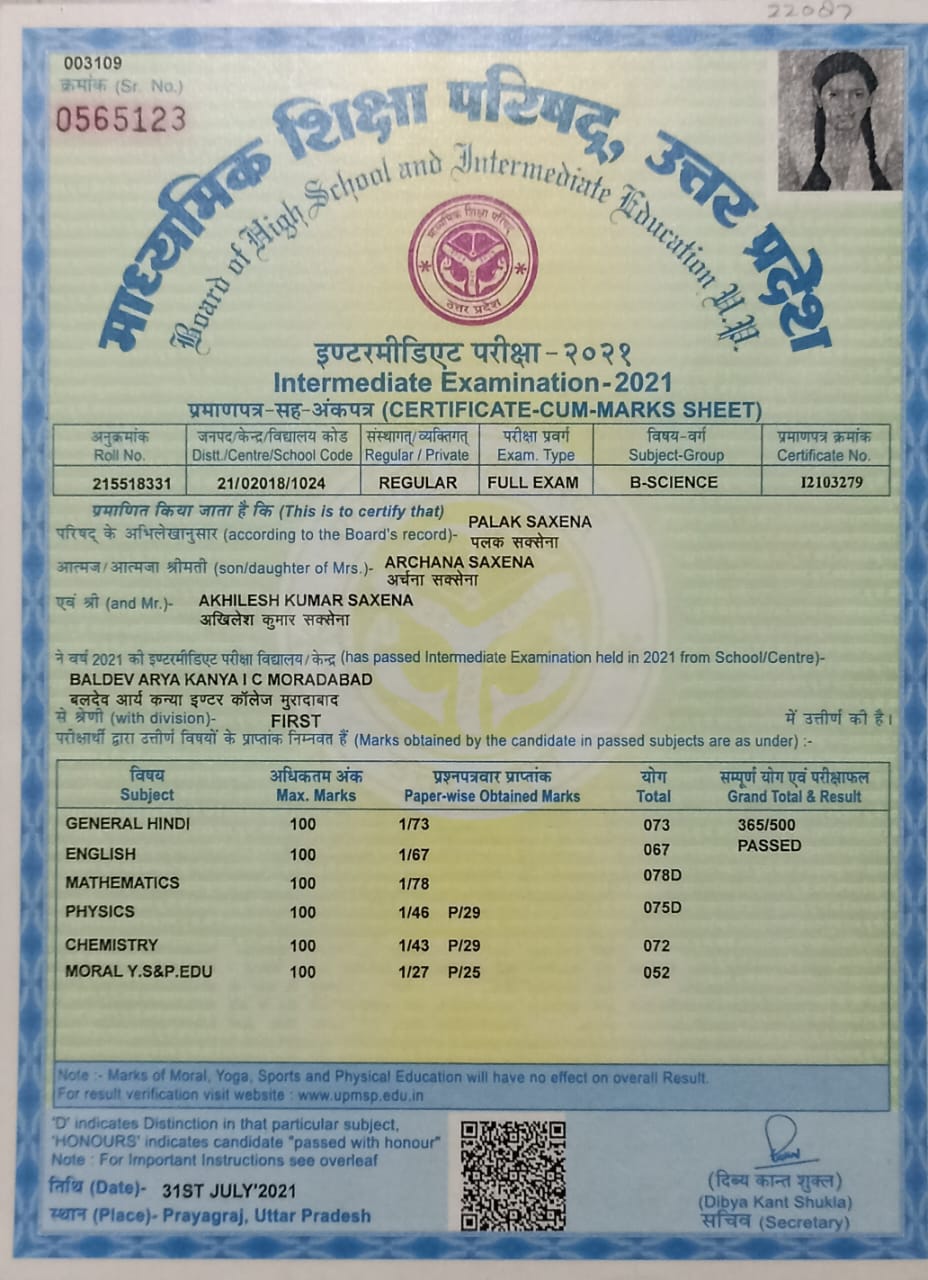 22087
003109
क्रमांक (Sr. No.)
0565123
माध्यमिक शिक्षा परिषद्, उत्तर प्रदेश
Board of High School and Intermediate Education U.P.
माध्यमिक शिक्षा परिषद्
उत्तर प्रदेश
इण्टरमीडिएट परीक्षा-२०२१
Intermediate Examination-2021
प्रमाणपत्र-सह-अंकपत्र (CERTIFICATE-CUM-MARKS SHEET)
अनुक्रमांक जनपद/केन्द्र/विद्यालय कोड संस्थागत/व्यक्तिगत परीक्षा प्रवर्ग विषय-वर्ग प्रमाणपत्र क्रमांक
Roll No. Distt./Centre/School Code Regular / Private Exam. Type Subject-Group Certificate No.
215518331 21/02018/1024 REGULAR FULL EXAM B-SCIENCE I2103279
प्रमाणित किया जाता है कि (This is to certify that)
PALAK SAXENA
परिषद् के अभिलेखानुसार (according to the Board's record)- पलक सक्सेना
आत्मज/आत्मजा श्रीमती (son/daughter of Mrs.)- ARCHANA SAXENA
अर्चना सक्सेना
एवं श्री (and Mr.)- AKHILESH KUMAR SAXENA
अखिलेश कुमार सक्सेना
ने वर्ष 2021 की इण्टरमीडिएट परीक्षा विद्यालय/केन्द्र (has passed Intermediate Examination held in 2021 from School/Centre)-
BALDEV ARYA KANYA I C MORADABAD
बलदेव आर्य कन्या इण्टर कॉलेज मुरादाबाद
से श्रेणी (with division)- FIRST में उत्तीर्ण की है।
परीक्षार्थी द्वारा उत्तीर्ण विषयों के प्राप्तांक निम्नवत हैं (Marks obtained by the candidate in passed subjects are as under) :-
विषय अधिकतम अंक प्रश्नपत्रवार प्राप्तांक योग सम्पूर्ण योग एवं परीक्षाफल
Subject Max. Marks Paper-wise Obtained Marks Total Grand Total & Result
GENERAL HINDI 100 1/73 073 365/500
PASSED
ENGLISH 100 1/67 067
MATHEMATICS 100 1/78 078D
PHYSICS 100 1/46 P/29 075D
CHEMISTRY 100 1/43 P/29 072
MORAL Y.S&P.EDU 100 1/27 P/25 052
Note :- Marks of Moral, Yoga, Sports and Physical Education will have no effect on overall Result.
For result verification visit website : www.upmsp.edu.in
'D' indicates Distinction in that particular subject,
'HONOURS' indicates candidate "passed with honour"
Note : For Important Instructions see overleaf
तिथि (Date)- 31ST JULY'2021
स्थान (Place)- Prayagraj, Uttar Pradesh
(दिब्य कान्त शुक्ल)
(Dibya Kant Shukla)
सचिव (Secretary)